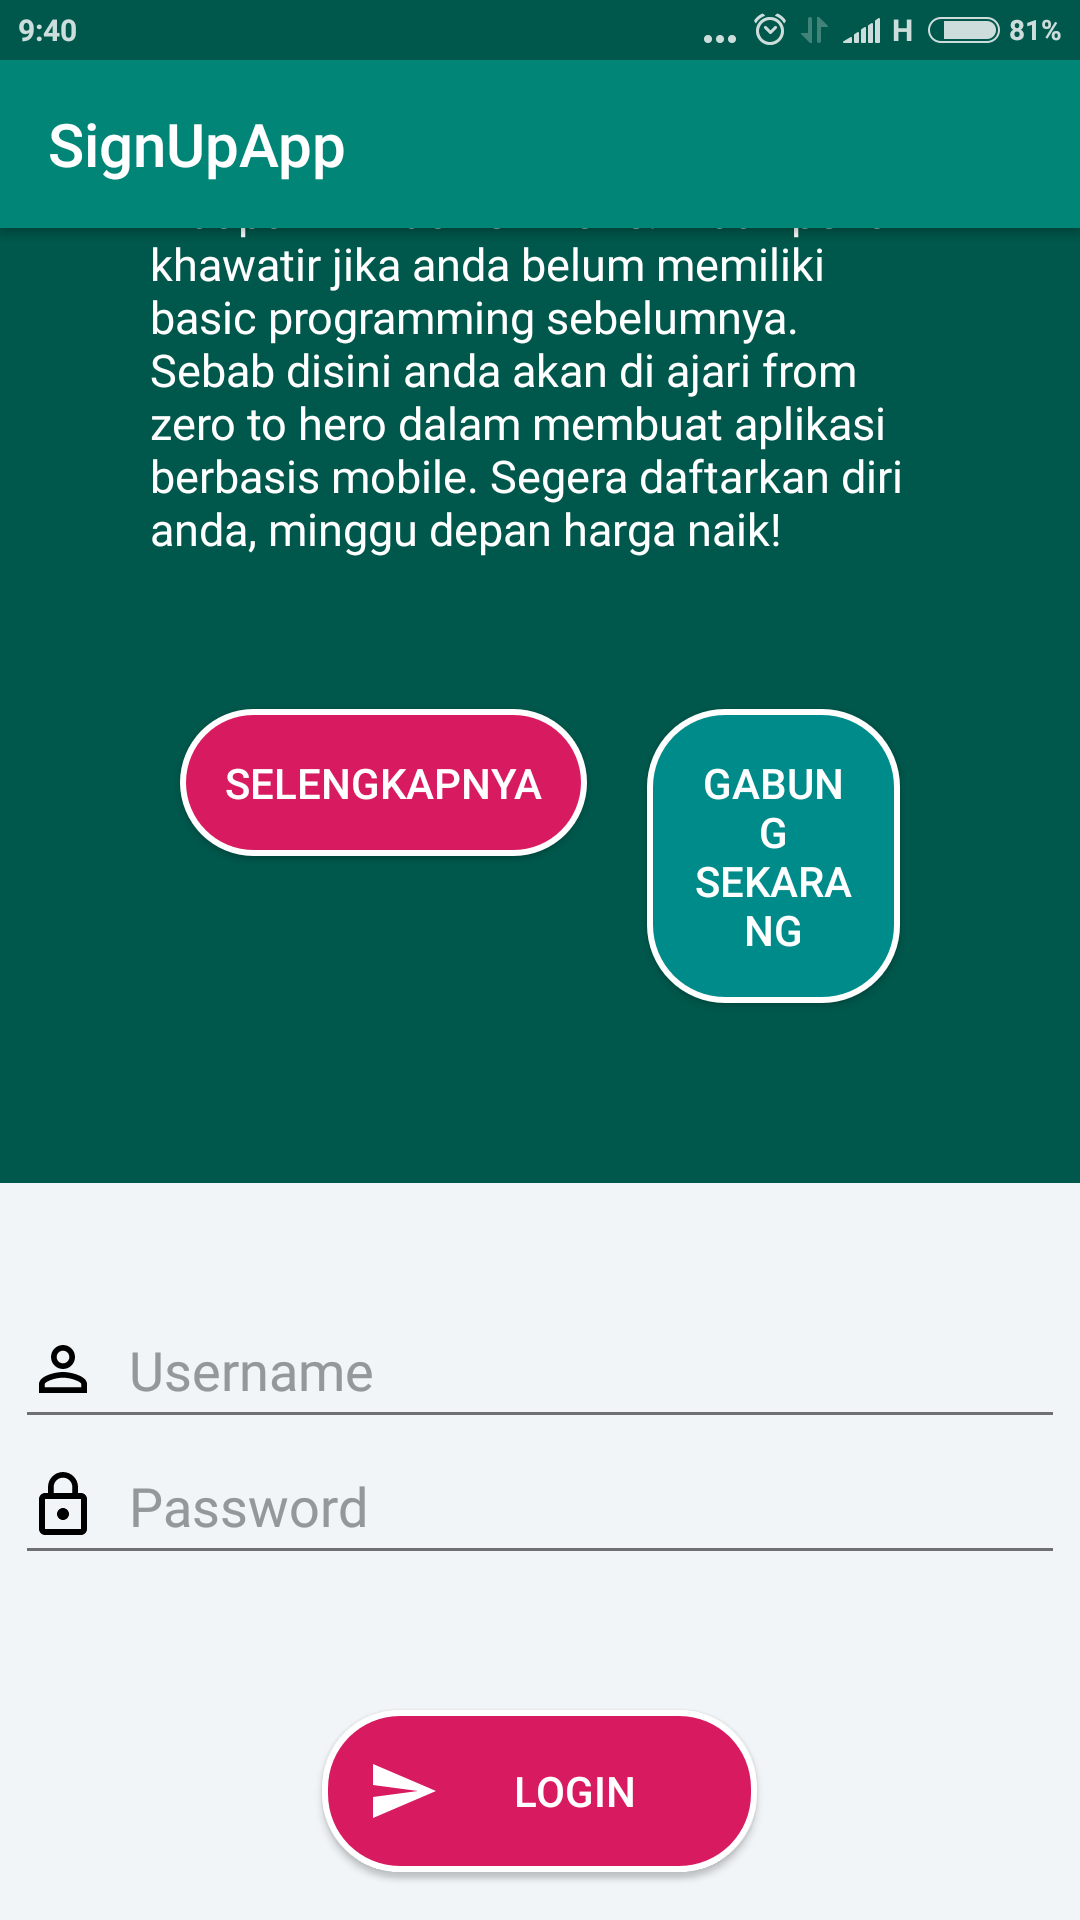 9:40
H 81%
SignUpApp
khawatir jika anda belum memiliki
basic programming sebelumnya.
Sebab disini anda akan di ajari from
zero to hero dalam membuat aplikasi
berbasis mobile. Segera daftarkan diri
anda, minggu depan harga naik!
SELENGKAPNYA
GABUN
G
SEKARA
NG
Username
Password
LOGIN